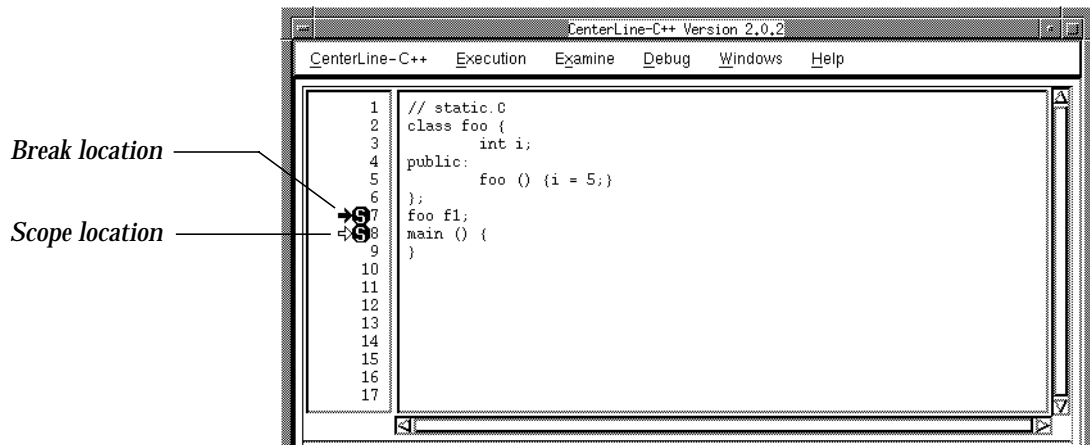 CenterLine-C++ Version 2.0.2
CenterLine-C++ Execution Examine Debug Windows Help
1 // static.C
2 class foo {
3 int i;
4 public:
5 foo () {i = 5;}
6 };
Break location
S 7 foo f1;
Scope location
S 8 main () {
9 }
10
11
12
13
14
15
16
17